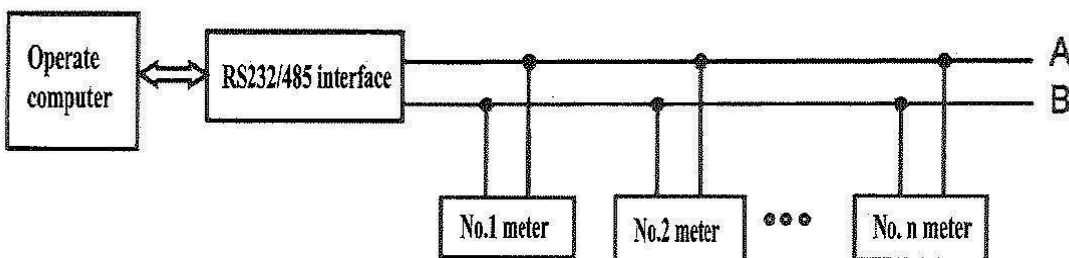 Operate
computer
RS232/485 interface
A
B
No.1 meter
No.2 meter
No. n meter